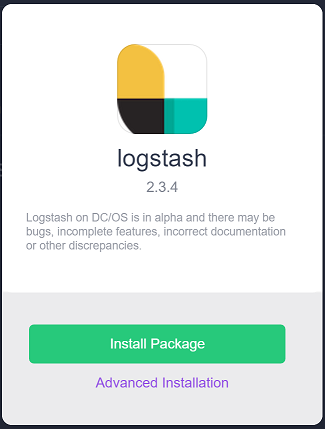 logstash
2.3.4
Logstash on DC/OS is in alpha and there may be
bugs, incomplete features, incorrect documentation
or other discrepancies.
Install Package
Advanced Installation